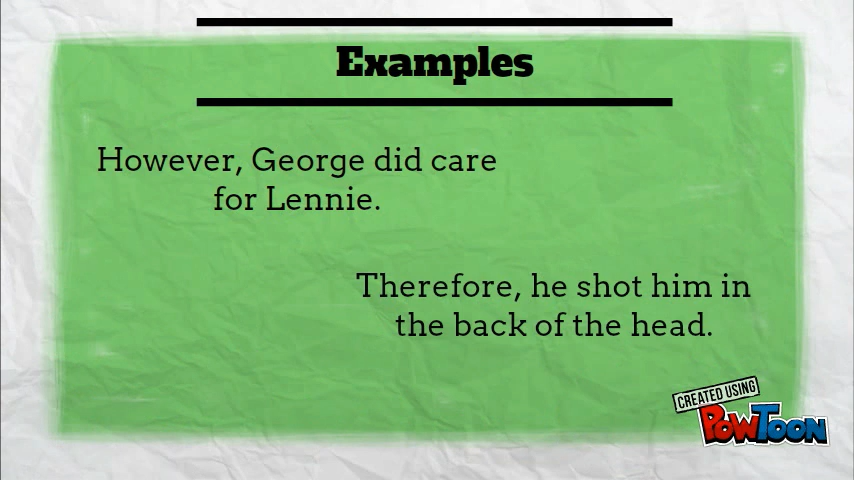 Examples
However, George did care
for Lennie.
Therefore, he shot him in
the back of the head.
CREATED USING
POWTOON